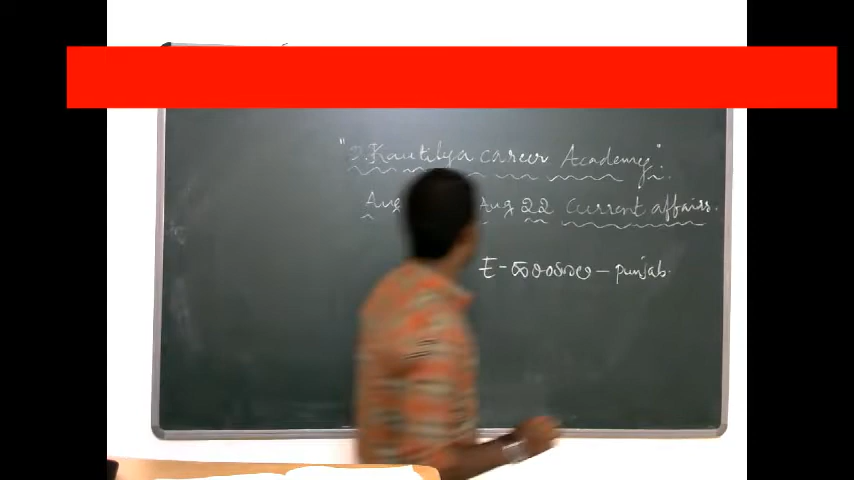 ". Kautilya career Academy".
Aug Aug 22 current affairs.
E- – punjab.